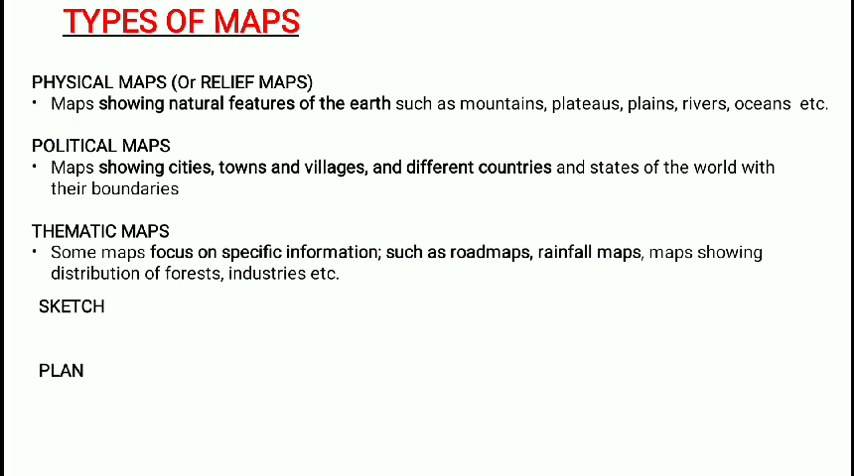 TYPES OF MAPS
PHYSICAL MAPS (Or RELIEF MAPS)
• Maps showing natural features of the earth such as mountains, plateaus, plains, rivers, oceans etc.
POLITICAL MAPS
• Maps showing cities, towns and villages, and different countries and states of the world with
their boundaries
THEMATIC MAPS
• Some maps focus on specific information; such as roadmaps, rainfall maps, maps showing
distribution of forests, industries etc.
SKETCH
PLAN